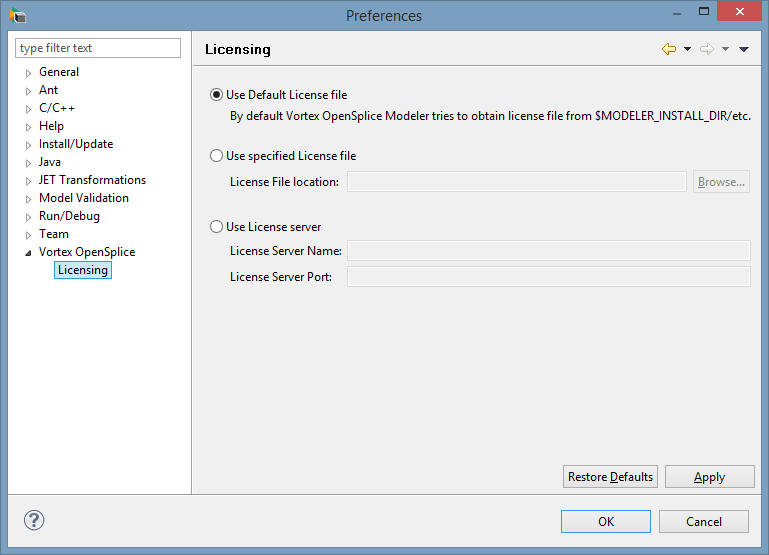 Preferences
type filter text
General
Ant
C/C++
Help
Install/Update
Java
JET Transformations
Model Validation
Run/Debug
Team
Vortex OpenSplice
Licensing
Licensing
Use Default License file
By default Vortex OpenSplice Modeler tries to obtain license file from $MODELER_INSTALL_DIR/etc.
Use specified License file
License File location:
Browse...
Use License server
License Server Name:
License Server Port:
Restore Defaults
Apply
?
OK
Cancel